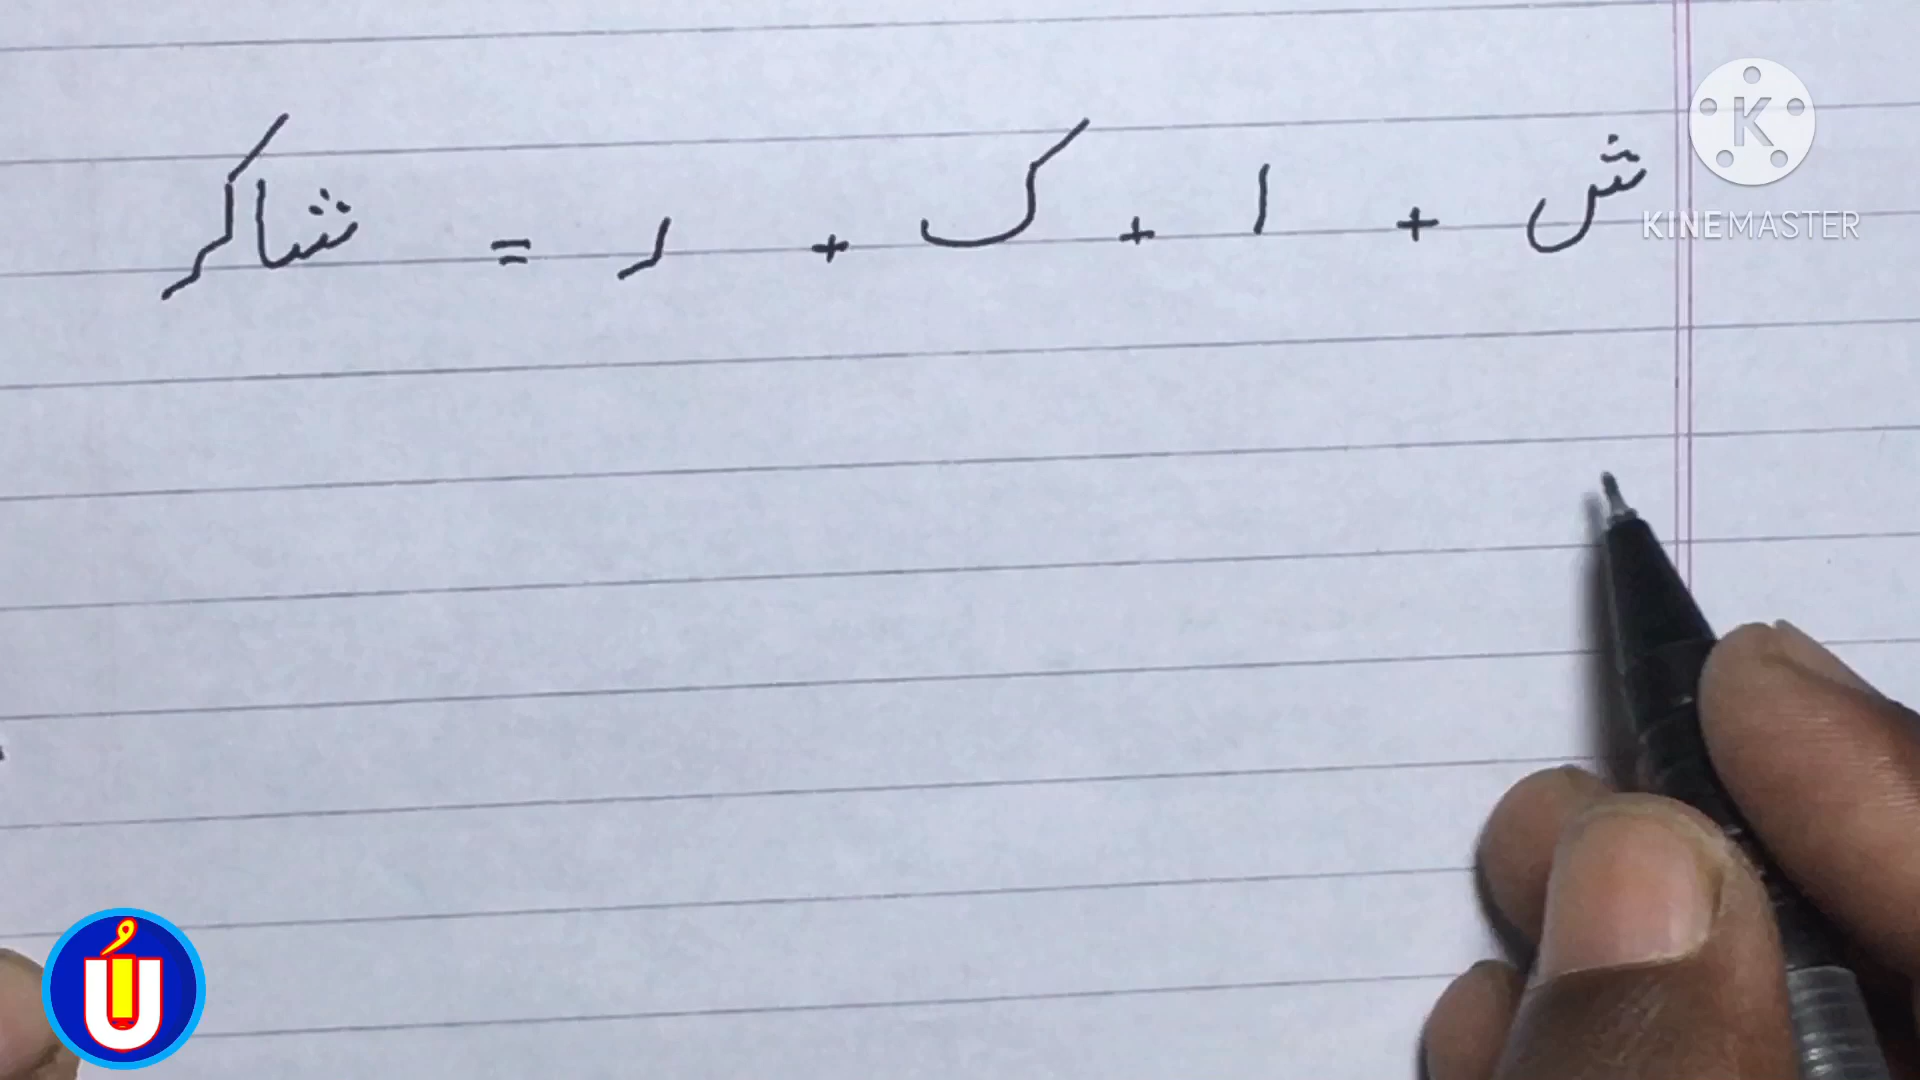 ش + ا + ک + ر = شاکر
K
KINEMASTER
Ú